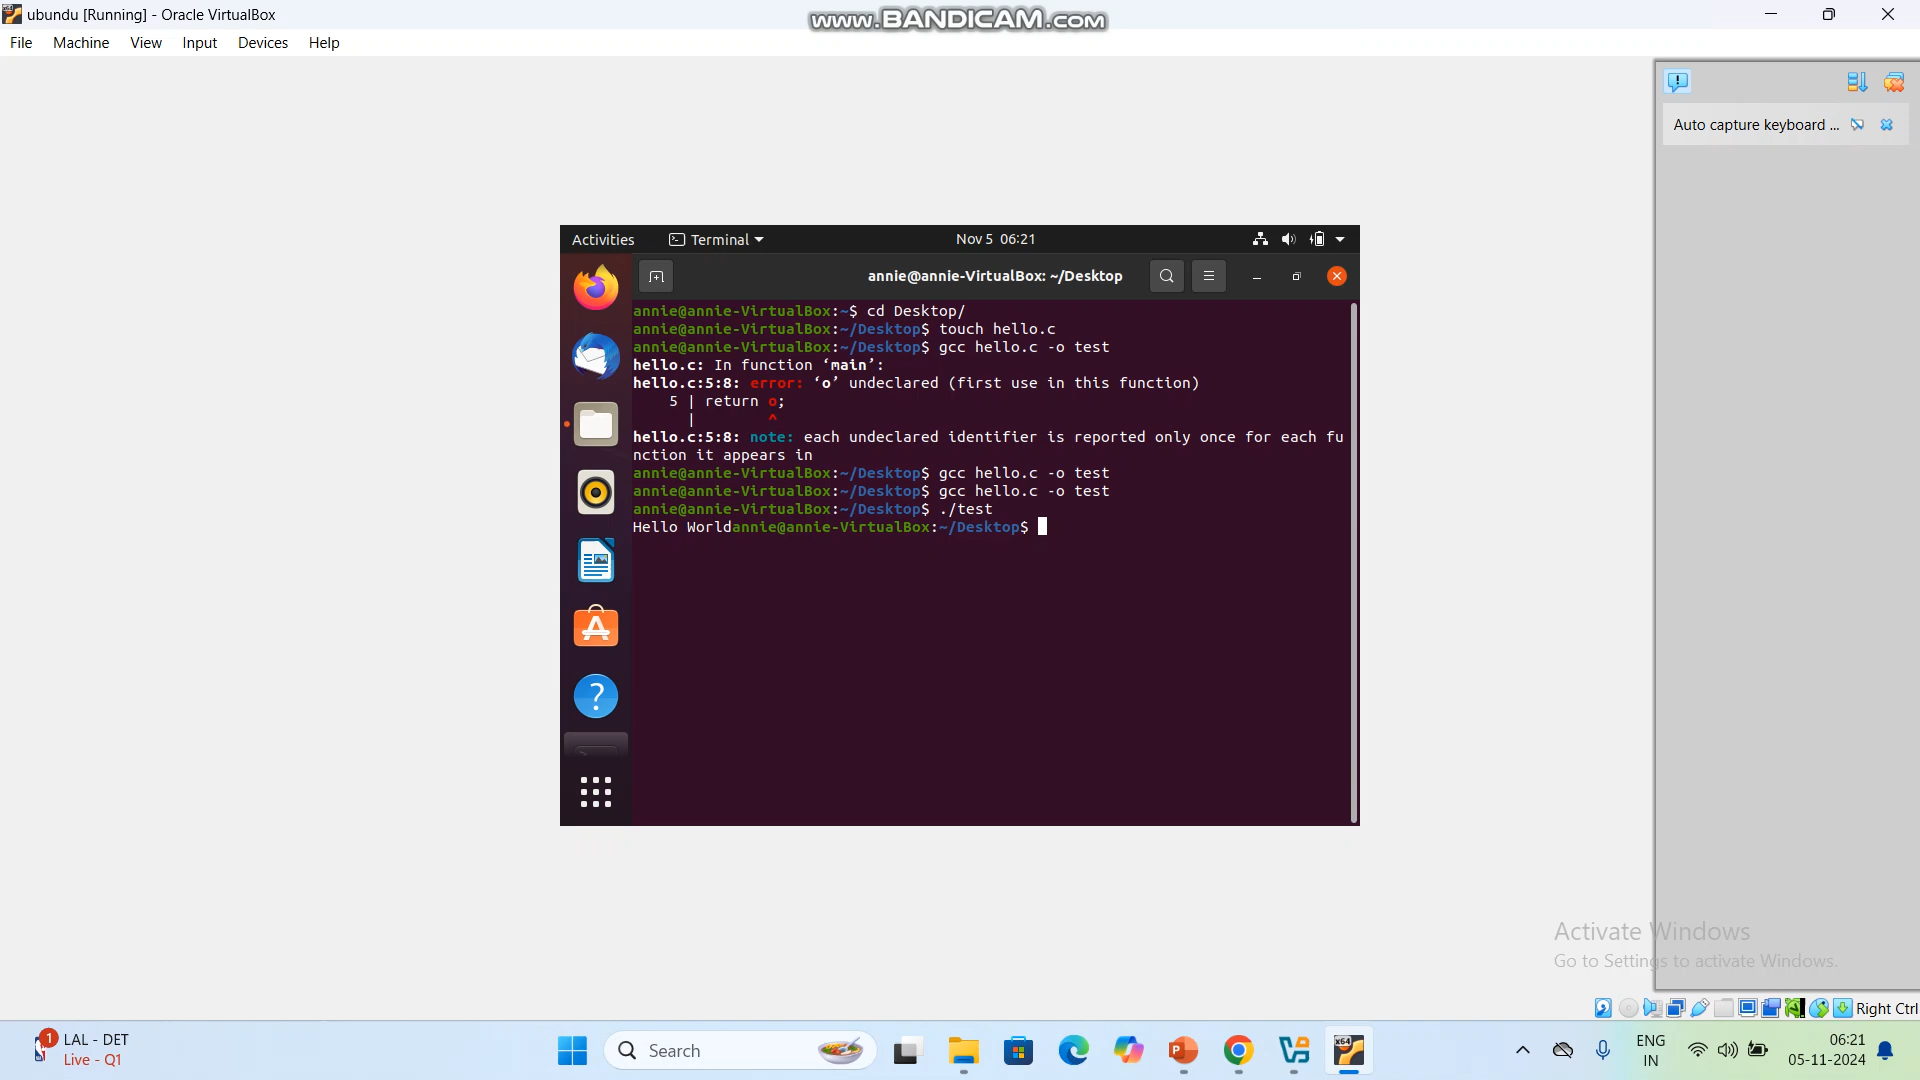 ubundu [Running] - Oracle VirtualBox
www.BANDICAM.com
File Machine View Input Devices Help
Auto capture keyboard ...
Activities Terminal Nov 5 06:21
annie@annie-VirtualBox: ~/Desktop
annie@annie-VirtualBox:~$ cd Desktop/
annie@annie-VirtualBox:~/Desktop$ touch hello.c
annie@annie-VirtualBox:~/Desktop$ gcc hello.c -o test
hello.c: In function ‘main’:
hello.c:5:8: error: ‘o’ undeclared (first use in this function)
5 | return o;
| ^
hello.c:5:8: note: each undeclared identifier is reported only once for each fu
nction it appears in
annie@annie-VirtualBox:~/Desktop$ gcc hello.c -o test
annie@annie-VirtualBox:~/Desktop$ gcc hello.c -o test
annie@annie-VirtualBox:~/Desktop$ ./test
Hello Worldannie@annie-VirtualBox:~/Desktop$
Activate Windows
Go to Settings to activate Windows.
Right Ctrl
1 LAL - DET
Live - Q1
Search
ENG
IN
06:21
05-11-2024